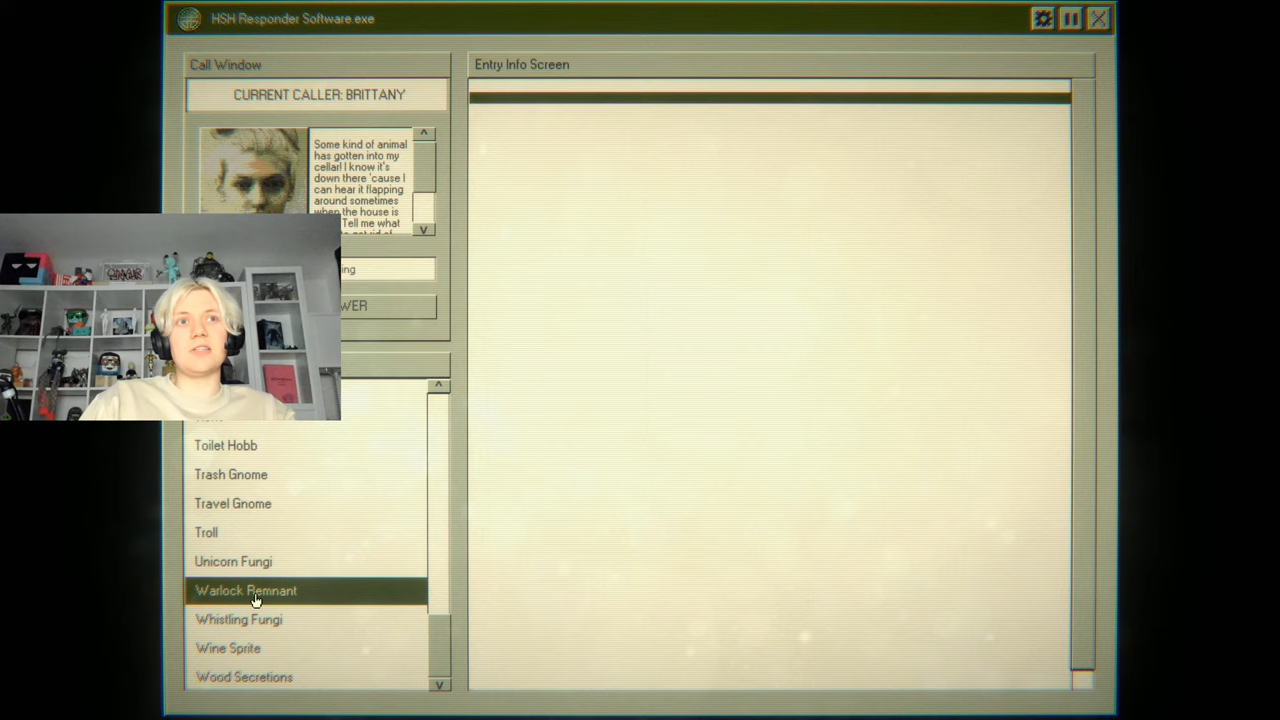 HSH Responder Software.exe
Call Window
Entry Info Screen
CURRENT CALLER: BRITTANY
Some kind of animal
has gotten into my
cellar! I know it's
down there 'cause I
can hear it flapping
around sometimes
when the house is
Tell me what
ing
WER
Toilet Hobb
Trash Gnome
Travel Gnome
Troll
Unicorn Fungi
Warlock Remnant
Whistling Fungi
Wine Sprite
Wood Secretions